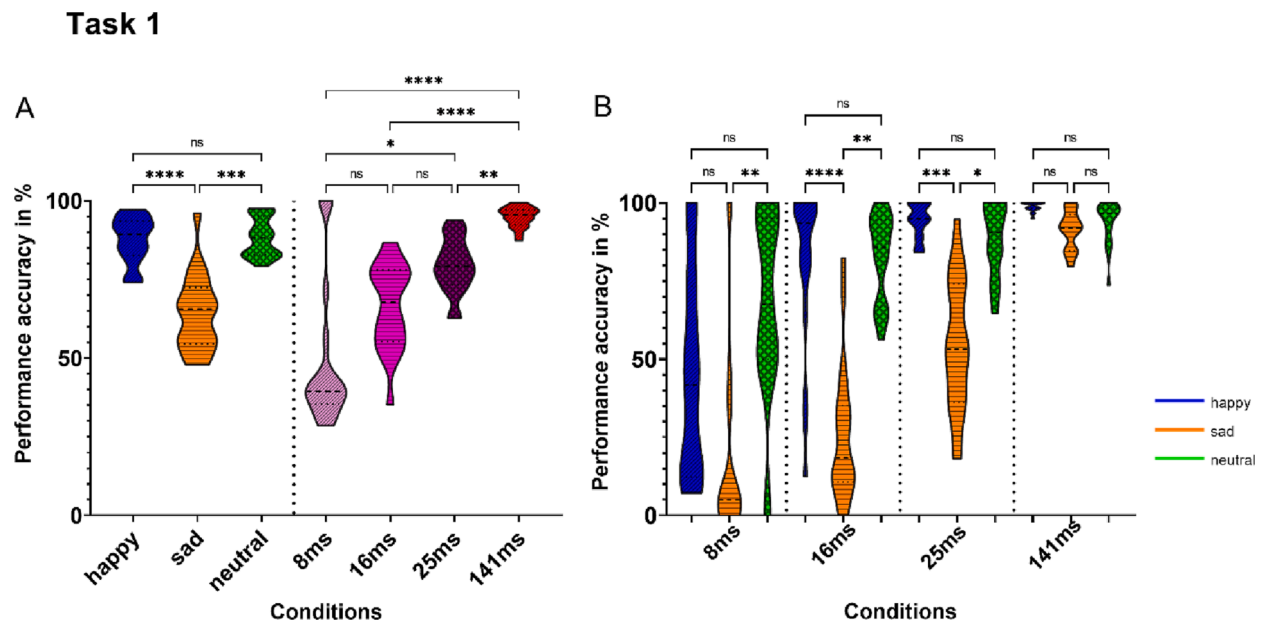 Task 1
A
****
****
*
ns
ns
ns
**
****
***
Performance accuracy in %
100
50
0
happy
sad
neutral
8ms
16ms
25ms
141ms
Conditions
B
ns
ns
ns
ns
**
ns
**
****
***
*
ns
ns
Performance accuracy in %
100
50
0
8ms
16ms
25ms
141ms
Conditions
happy
sad
neutral